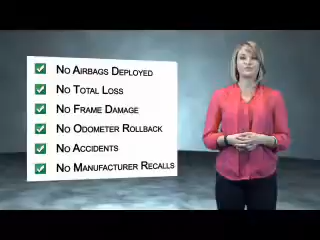 No Airbags Deployed
No Total Loss
No Frame Damage
No Odometer Rollback
No Accidents
No Manufacturer Recalls